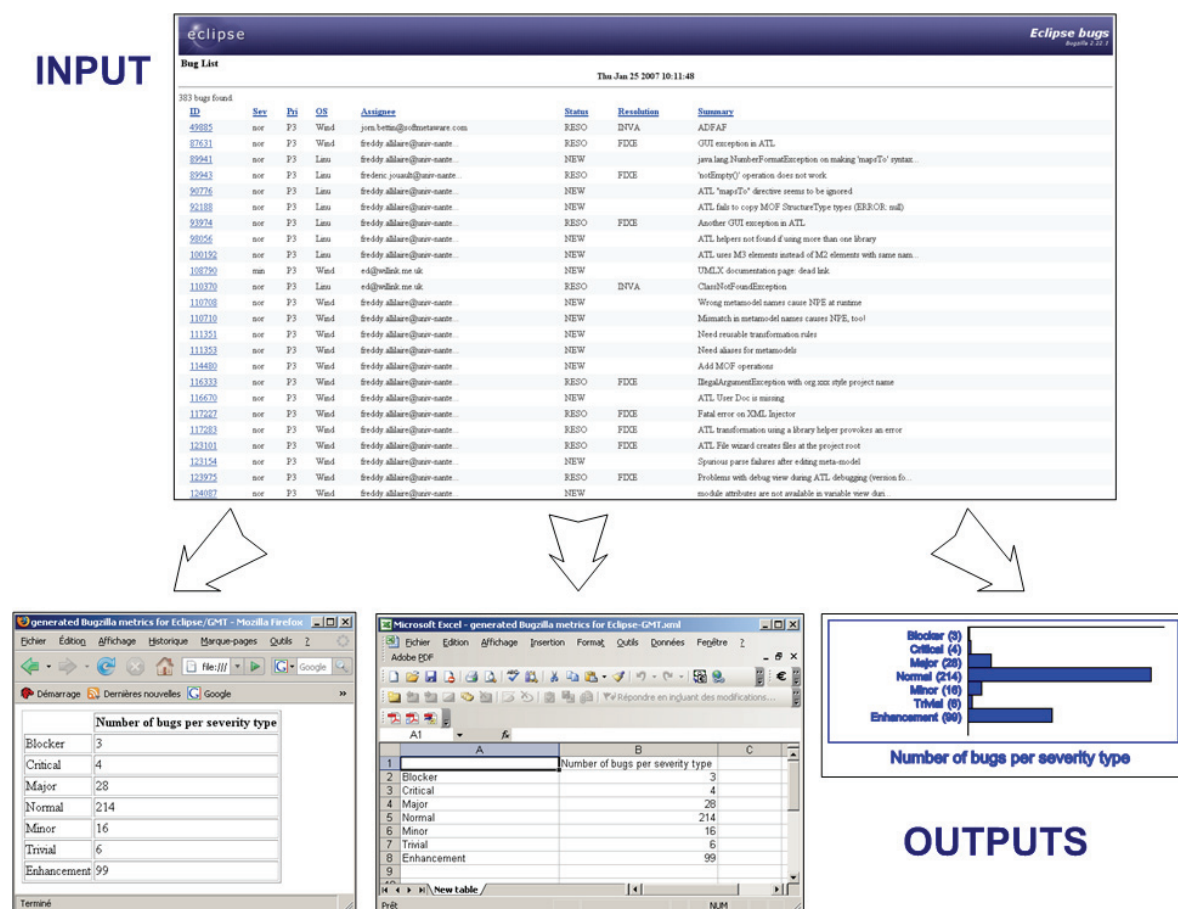 INPUT
eclipse
Eclipse bugs
Bugzilla 2.22.1
Bug List
Thu Jan 25 2007 10:11:48
383 bugs found.
ID Sev Pri OS Assignee Status Resolution Summary
49885 nor P3 Wind jorn.bettin@softmetaware.com RESO INVA ADFAF
87631 nor P3 Wind freddy.allilaire@univ-nante... RESO FIXE GUI exception in ATL
89941 nor P3 Linu freddy.allilaire@univ-nante... NEW java.lang.NumberFormatException on making 'mapsTo' syntax...
89943 nor P3 Linu frederic.jouault@univ-nante... RESO FIXE 'notEmpty()' operation does not work
90776 nor P3 Linu freddy.allilaire@univ-nante... NEW ATL "mapsTo" directive seems to be ignored
92188 nor P3 Linu freddy.allilaire@univ-nante... NEW ATL fails to copy MOF StructureType types (ERROR: null)
93974 nor P3 Linu freddy.allilaire@univ-nante... RESO FIXE Another GUI exception in ATL
98056 nor P3 Linu freddy.allilaire@univ-nante... NEW ATL helpers not found if using more than one library
100192 nor P3 Linu freddy.allilaire@univ-nante... NEW ATL uses M3 elements instead of M2 elements with same nam...
108790 min P3 Wind ed@willink.me.uk NEW UMLX documentation page: dead link
110370 nor P3 Linu ed@willink.me.uk RESO INVA ClassNotFoundException
110708 nor P3 Wind freddy.allilaire@univ-nante... NEW Wrong metamodel names cause NPE at runtime
110710 nor P3 Wind freddy.allilaire@univ-nante... NEW Mismatch in metamodel names causes NPE, too!
111351 nor P3 Wind freddy.allilaire@univ-nante... NEW Need reusable transformation rules
111353 nor P3 Wind freddy.allilaire@univ-nante... NEW Need aliases for metamodels
114480 nor P3 Wind freddy.allilaire@univ-nante... NEW Add MOF operations
116333 nor P3 Wind freddy.allilaire@univ-nante... RESO FIXE IllegalArgumentException with org.xxx style project name
116670 nor P3 Wind freddy.allilaire@univ-nante... NEW ATL User Doc is missing
117227 nor P3 Wind freddy.allilaire@univ-nante... RESO FIXE Fatal error on XML Injector
117283 nor P3 Wind freddy.allilaire@univ-nante... RESO FIXE ATL transformation using a library helper provokes an error
123101 nor P3 Wind freddy.allilaire@univ-nante... RESO FIXE ATL File wizard creates files at the project root
123154 nor P3 Wind freddy.allilaire@univ-nante... NEW Spurious parse failures after editing meta-model
123975 nor P3 Wind freddy.allilaire@univ-nante... RESO FIXE Problems with debug view during ATL debugging (version fo...
124087 nor P3 Wind freddy.allilaire@univ-nante... NEW module attributes are not available in variable view duri...
generated Bugzilla metrics for Eclipse/GMT - Mozilla Firefox
Fichier Édition Affichage Historique Marque-pages Outils ?
file:/// Google
Démarrage Dernières nouvelles Google »
Number of bugs per severity type
Blocker 3
Critical 4
Major 28
Normal 214
Minor 16
Trivial 6
Enhancement 99
Terminé
Microsoft Excel - generated Bugzilla metrics for Eclipse-GMT.xml
Fichier Edition Affichage Insertion Format Outils Données Fenêtre ?
Adobe PDF
€
Répondre en incluant des modifications...
A1 fx
A B C
1 Number of bugs per severity type
2 Blocker 3
3 Critical 4
4 Major 28
5 Normal 214
6 Minor 16
7 Trivial 6
8 Enhancement 99
9
New table
Prêt NUM
Blocker (3)
Critical (4)
Major (28)
Normal (214)
Minor (16)
Trivial (6)
Enhancement (99)
Number of bugs per severity type
OUTPUTS